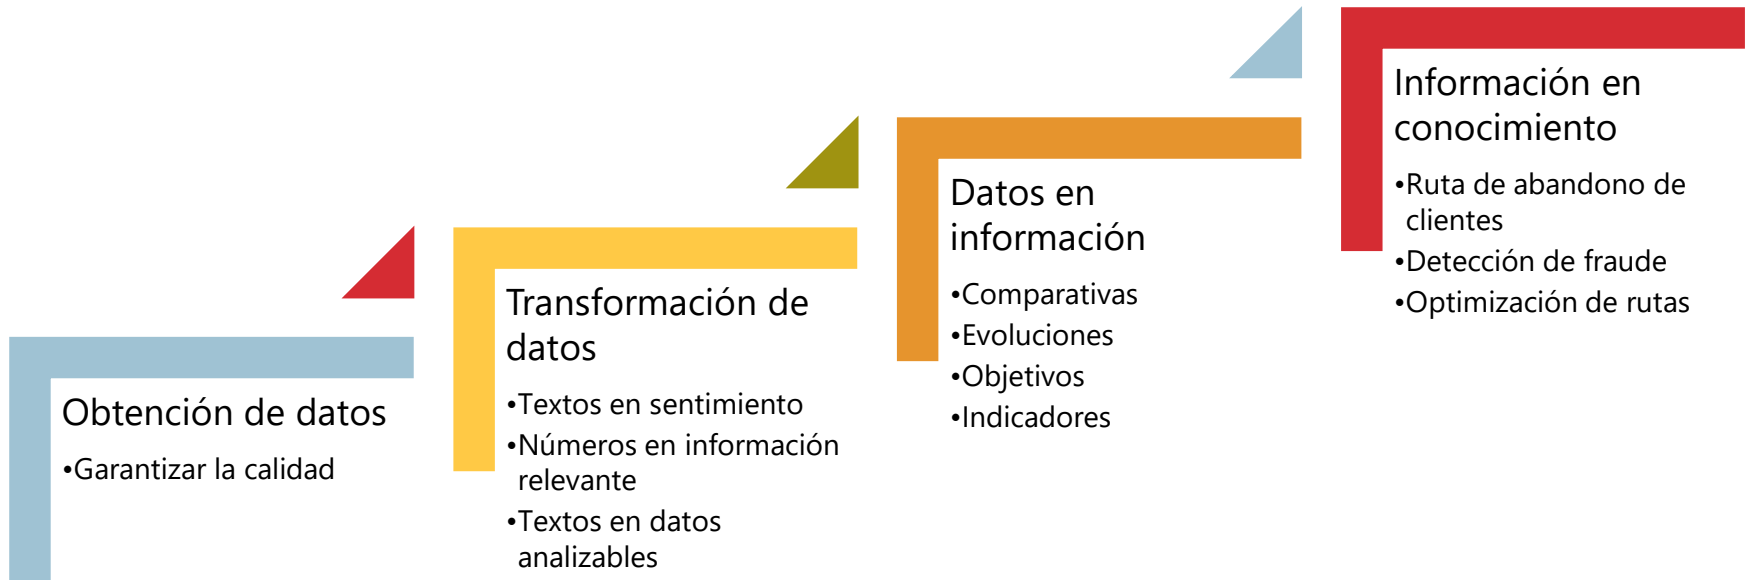 Obtención de datos
•Garantizar la calidad
Transformación de
datos
•Textos en sentimiento
•Números en información
relevante
•Textos en datos
analizables
Datos en
información
•Comparativas
•Evoluciones
•Objetivos
•Indicadores
Información en
conocimiento
•Ruta de abandono de
clientes
•Detección de fraude
•Optimización de rutas